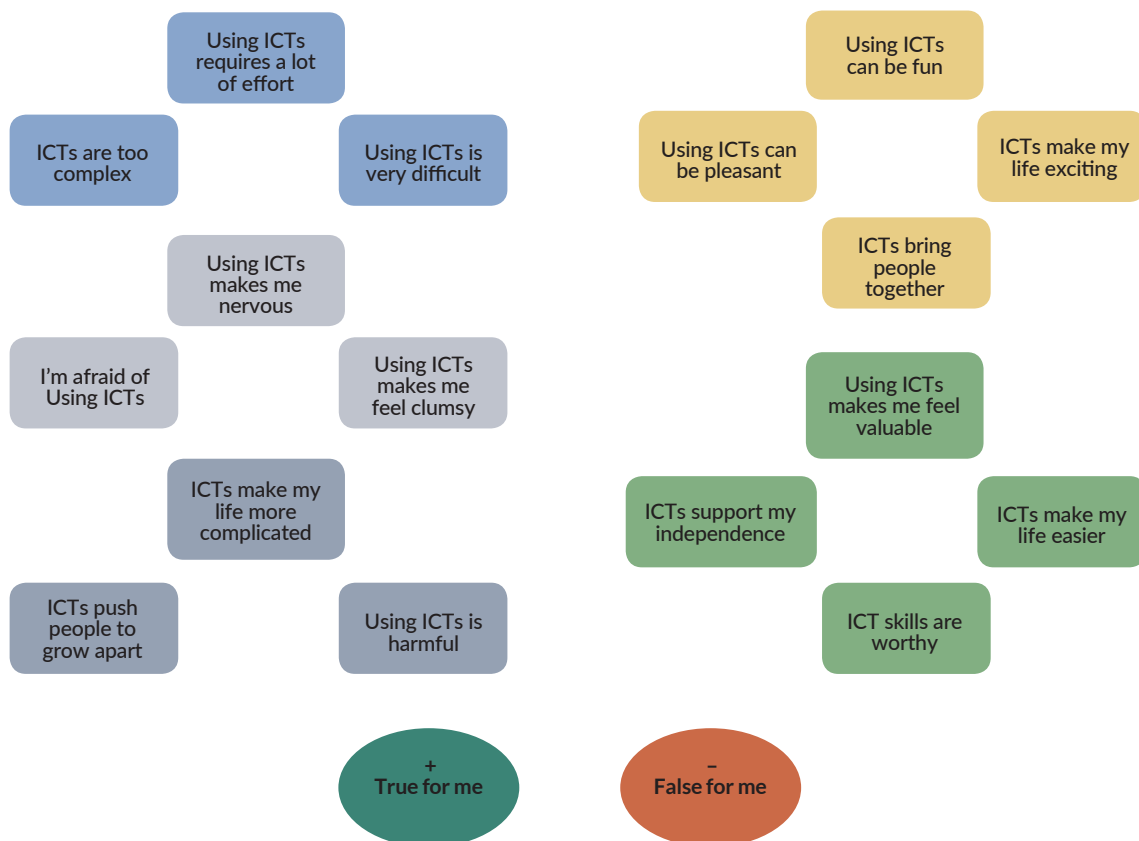 Using ICTs
requires a lot
of effort
ICTs are too
complex
Using ICTs is
very difficult
Using ICTs
makes me
nervous
I'm afraid of
Using ICTs
Using ICTs
makes me
feel clumsy
ICTs make my
life more
complicated
ICTs push
people to
grow apart
Using ICTs is
harmful
Using ICTs
can be fun
Using ICTs can
be pleasant
ICTs make my
life exciting
ICTs bring
people
together
Using ICTs
makes me feel
valuable
ICTs support my
independence
ICTs make my
life easier
ICT skills are
worthy
+
True for me
–
False for me